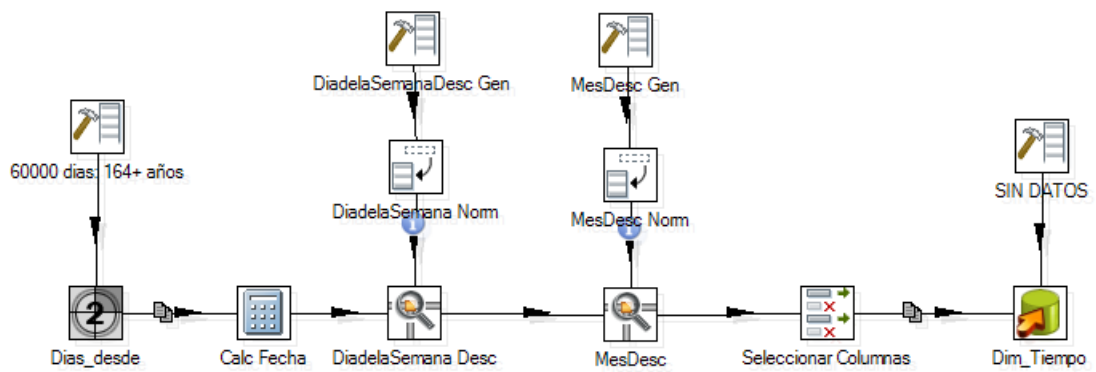 DiadelaSemanaDesc Gen
MesDesc Gen
60000 dias: 164+ años
SIN DATOS
DiadelaSemana Norm
MesDesc Norm
i
i
2
Dias_desde
Calc Fecha
DiadelaSemana Desc
MesDesc
Seleccionar Columnas
Dim_Tiempo